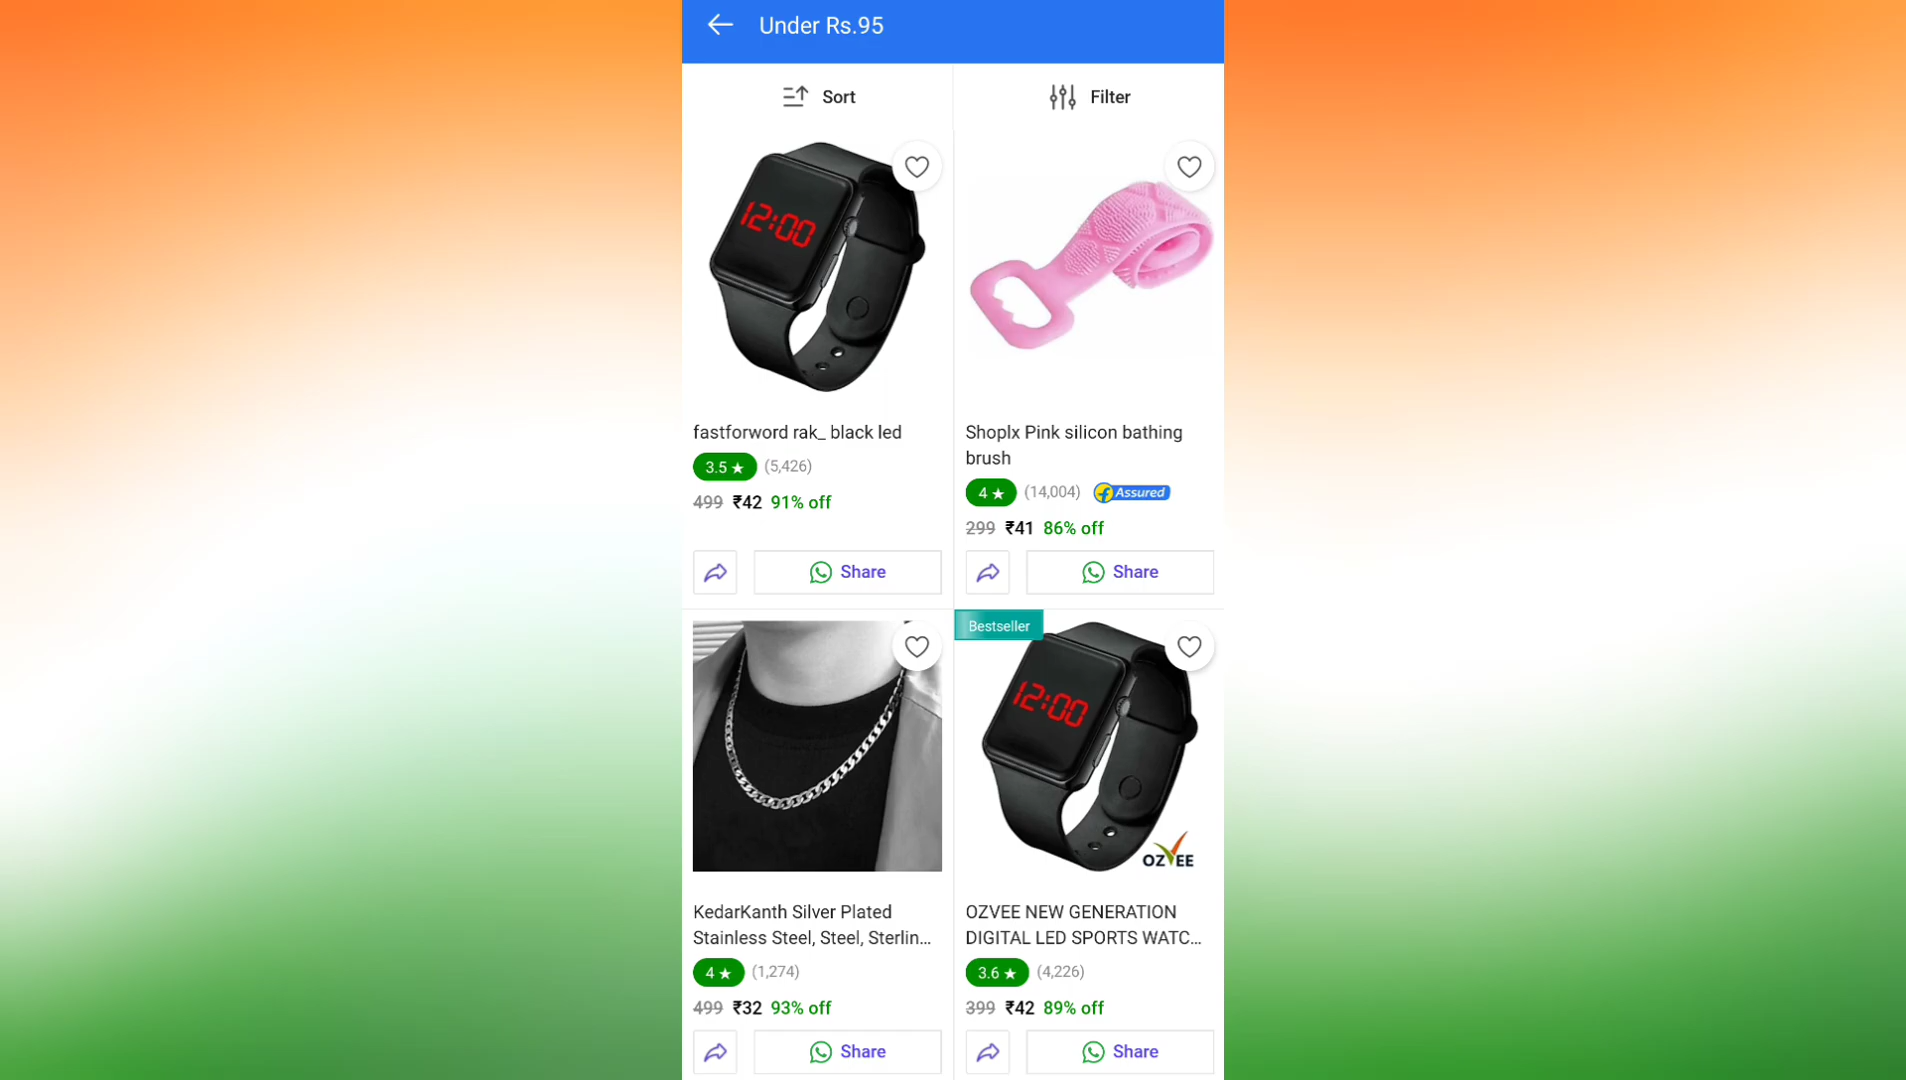 Under Rs.95
Sort
Filter
12:00
fastforword rak_ black led
3.5 ★ (5,426)
499 ₹42 91% off
Share
Shoplx Pink silicon bathing
brush
4 ★ (14,004) f Assured
299 ₹41 86% off
Share
KedarKanth Silver Plated
Stainless Steel, Steel, Sterlin...
4 ★ (1,274)
499 ₹32 93% off
Share
Bestseller
12:00
OZVEE
OZVEE NEW GENERATION
DIGITAL LED SPORTS WATC...
3.6 ★ (4,226)
399 ₹42 89% off
Share